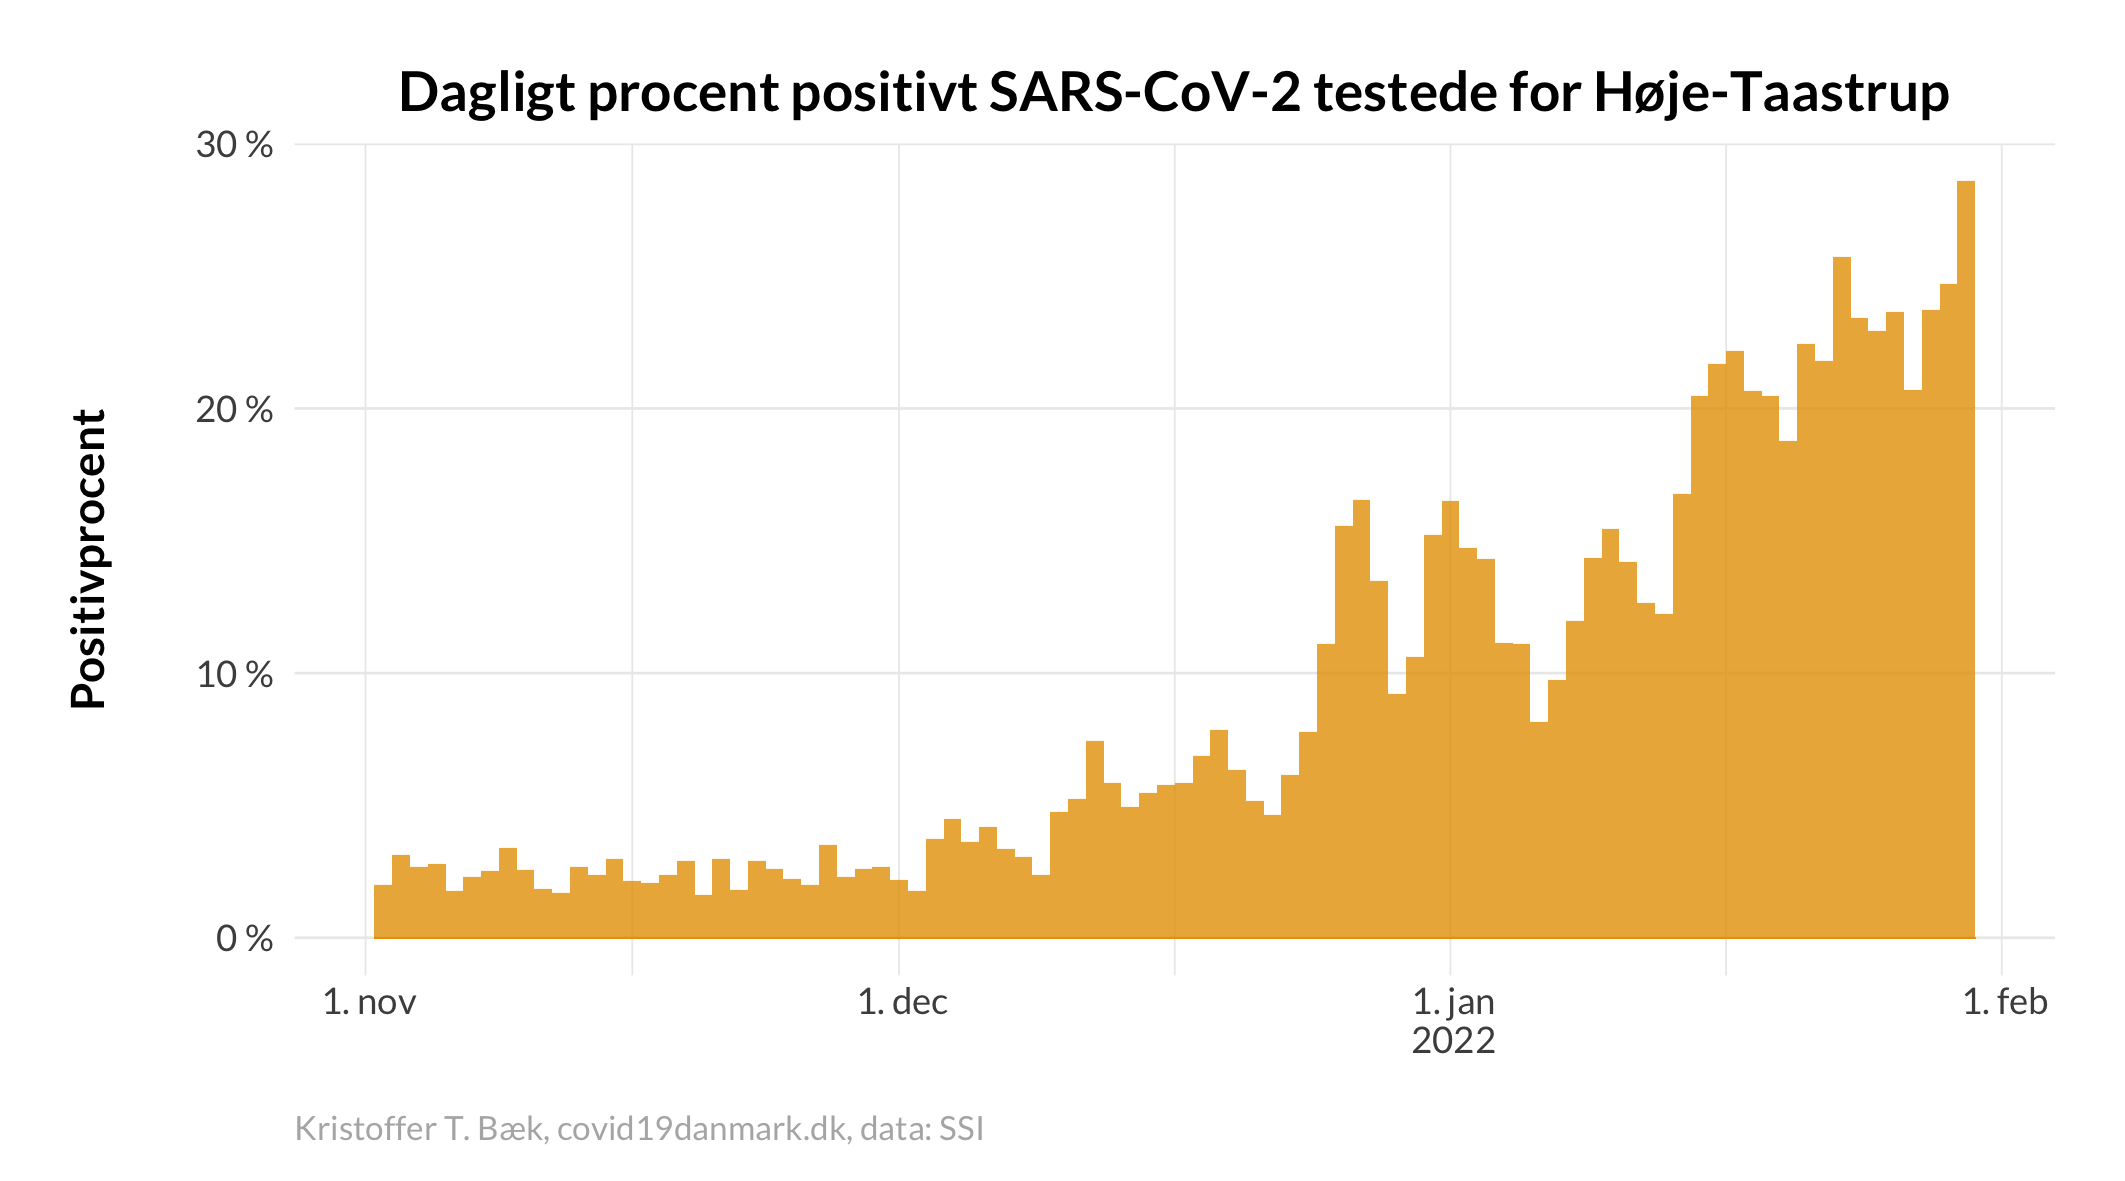 Dagligt procent positivt SARS-CoV-2 testede for Høje-Taastrup
Positivprocent
30 %
20 %
10 %
0 %
1. nov
1. dec
1. jan
2022
1. feb
Kristoffer T. Bæk, covid19danmark.dk, data: SSI